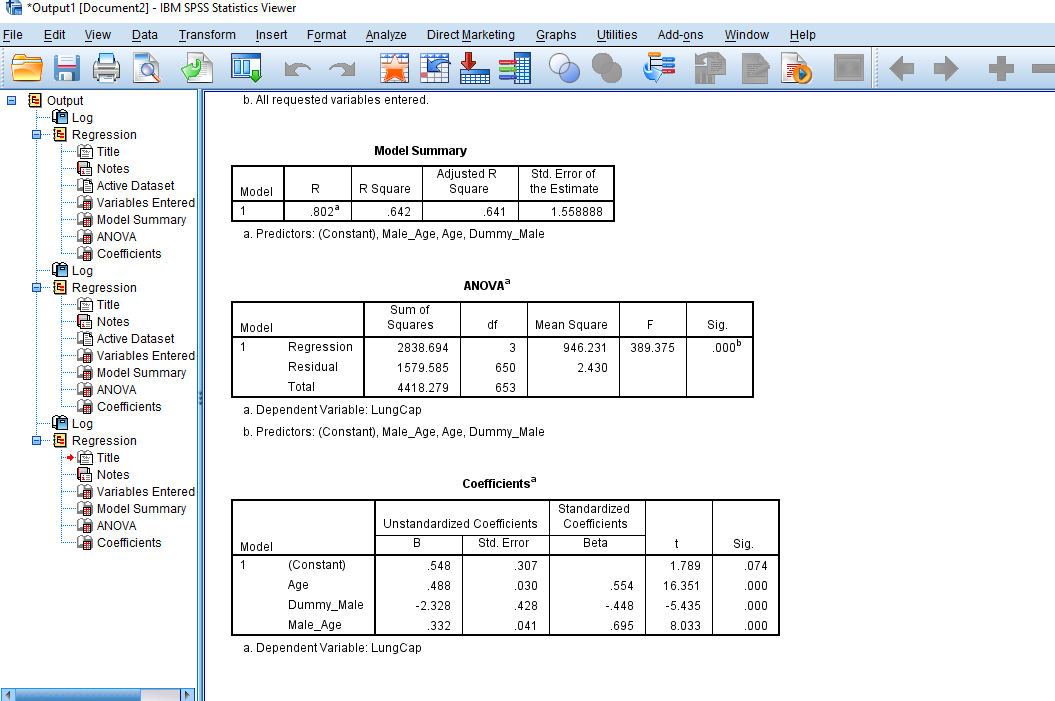 *Output1 [Document2] - IBM SPSS Statistics Viewer
File Edit View Data Transform Insert Format Analyze Direct Marketing Graphs Utilities Add-ons Window Help
Output
Log
Regression
Title
Notes
Active Dataset
Variables Entered
Model Summary
ANOVA
Coefficients
Log
Regression
Title
Notes
Active Dataset
Variables Entered
Model Summary
ANOVA
Coefficients
Log
Regression
Title
Notes
Variables Entered
Model Summary
ANOVA
Coefficients
b. All requested variables entered.
Model Summary
Model R R Square Adjusted R Square Std. Error of the Estimate
1 .802a .642 .641 1.558888
a. Predictors: (Constant), Male_Age, Age, Dummy_Male
ANOVAa
Model Sum of Squares df Mean Square F Sig.
1 Regression 2838.694 3 946.231 389.375 .000b
Residual 1579.585 650 2.430
Total 4418.279 653
a. Dependent Variable: LungCap
b. Predictors: (Constant), Male_Age, Age, Dummy_Male
Coefficientsa
Unstandardized Coefficients Standardized Coefficients
Model B Std. Error Beta t Sig.
1 (Constant) .548 .307 1.789 .074
Age .488 .030 .554 16.351 .000
Dummy_Male -2.328 .428 -.448 -5.435 .000
Male_Age .332 .041 .695 8.033 .000
a. Dependent Variable: LungCap